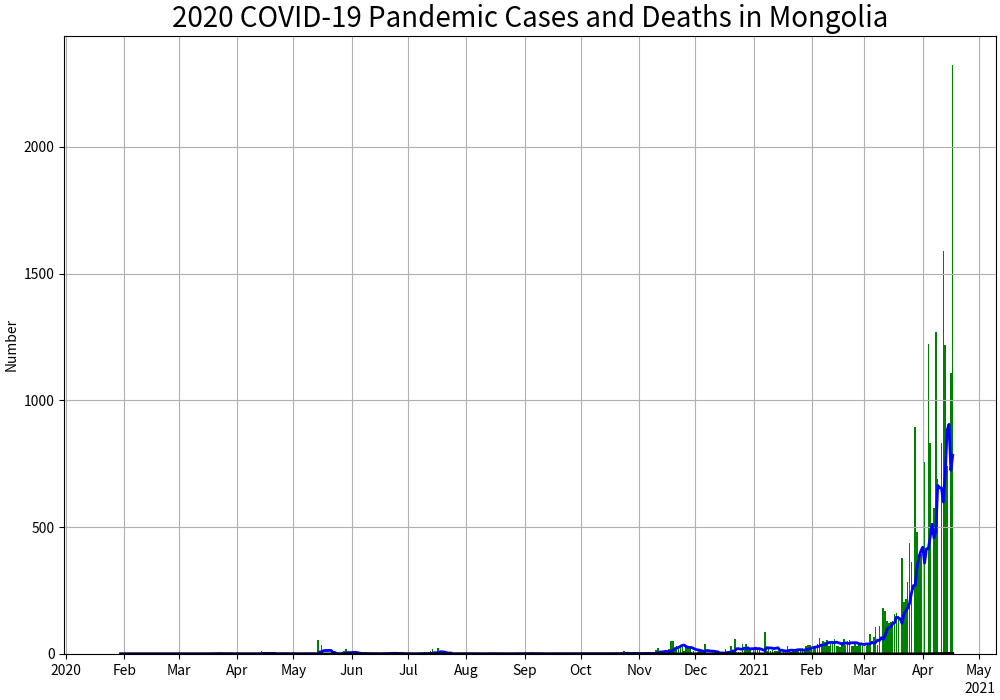 2020 COVID-19 Pandemic Cases and Deaths in Mongolia
Number
2000
1500
1000
500
0
2020 Feb Mar Apr May Jun Jul Aug Sep Oct Nov Dec 2021 Feb Mar Apr May
2021